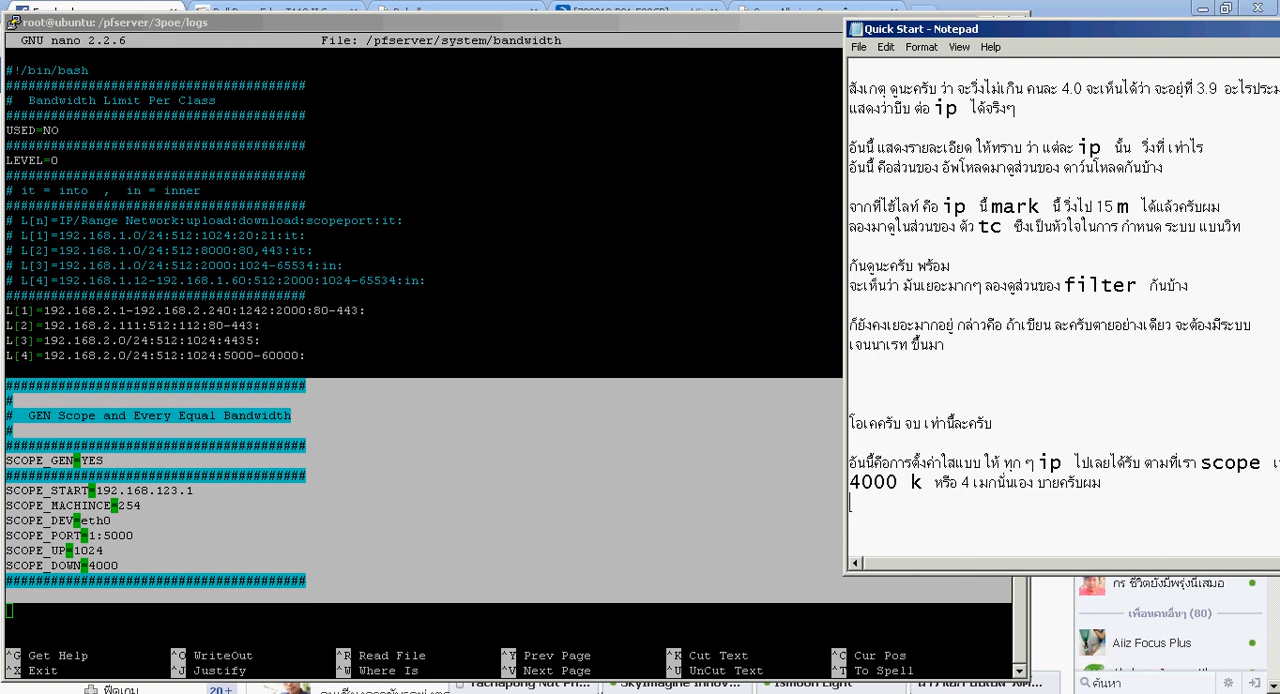 root@ubuntu: /pfserver/3poe/logs
GNU nano 2.2.6 File: /pfserver/system/bandwidth
#!/bin/bash
########################################
# Bandwidth Limit Per Class
########################################
USED=NO
########################################
LEVEL=0
########################################
# it = into , in = inner
########################################
# L[n]=IP/Range Network:upload:download:scopeport:it:
# L[1]=192.168.1.0/24:512:1024:20:21:it:
# L[2]=192.168.1.0/24:512:8000:80,443:it:
# L[3]=192.168.1.0/24:512:2000:1024-65534:in:
# L[4]=192.168.1.12-192.168.1.60:512:2000:1024-65534:in:
########################################
L[1]=192.168.2.1-192.168.2.240:1242:2000:80-443:
L[2]=192.168.2.111:512:112:80-443:
L[3]=192.168.2.0/24:512:1024:4435:
L[4]=192.168.2.0/24:512:1024:5000-60000:
########################################
#
# GEN Scope and Every Equal Bandwidth
#
########################################
SCOPE_GEN=YES
########################################
SCOPE_START=192.168.123.1
SCOPE_MACHINCE=254
SCOPE_DEV=eth0
SCOPE_PORT=1:5000
SCOPE_UP=1024
SCOPE_DOWN=4000
########################################
^G Get Help ^O WriteOut ^R Read File ^Y Prev Page ^K Cut Text ^C Cur Pos
^X Exit ^J Justify ^W Where Is ^V Next Page ^U UnCut Text ^T To Spell
Quick Start - Notepad
File Edit Format View Help
สังเกตุ ดูนะครับ ว่า จะวิ่งไม่เกิน คนละ 4.0 จะเห็นได้ว่า จะอยู่ที่ 3.9 อะไรประม
แสดงว่าบีบ ต่อ ip ได้จริงๆ
อันนี้ แสดงรายละเอียด ให้ทราบ ว่า แต่ละ ip นั้น วิ่งที่ เท่าไร
อันนี้ คือส่วนของ อัพโหลดมาดูส่วนของ ดาว์นโหลดกันบ้าง
จากที่ไฮ้ไลท์ คือ ip นี้ mark นี้ วิ่งไป 15 m ได้แล้วครับผม
ลองมาดูในส่วนของ ตัว tc ซึ่งเป็นหัวใจในการ กำหนด ระบบ แบนวิท
กันดูนะครับ พร้อม
จะเห็นว่า มันเยอะมากๆ ลองดูส่วนของ filter กันบ้าง
ก็ยังคงเยอะมากอยู่ กล่าวคือ ถ้าเขียน ละครับตายอย่างเดียว จะต้องมีระบบ
เจนนาเรท ขึ้นมา
โอเคครับ จบ เท่านี้ละครับ
อันนี้คือการตั้งค่าใสแบบ ให้ ทุก ๆ ip ไปเลยได้รับ ตามที่เรา scope
4000 k หรือ 4 เมกนั่นเอง บายครับผม
กร ชีวิตยังมีพรุ่งนี้เสมอ
เพื่อนคนอื่นๆ (80)
Aiiz Focus Plus
ค้นหา
20+